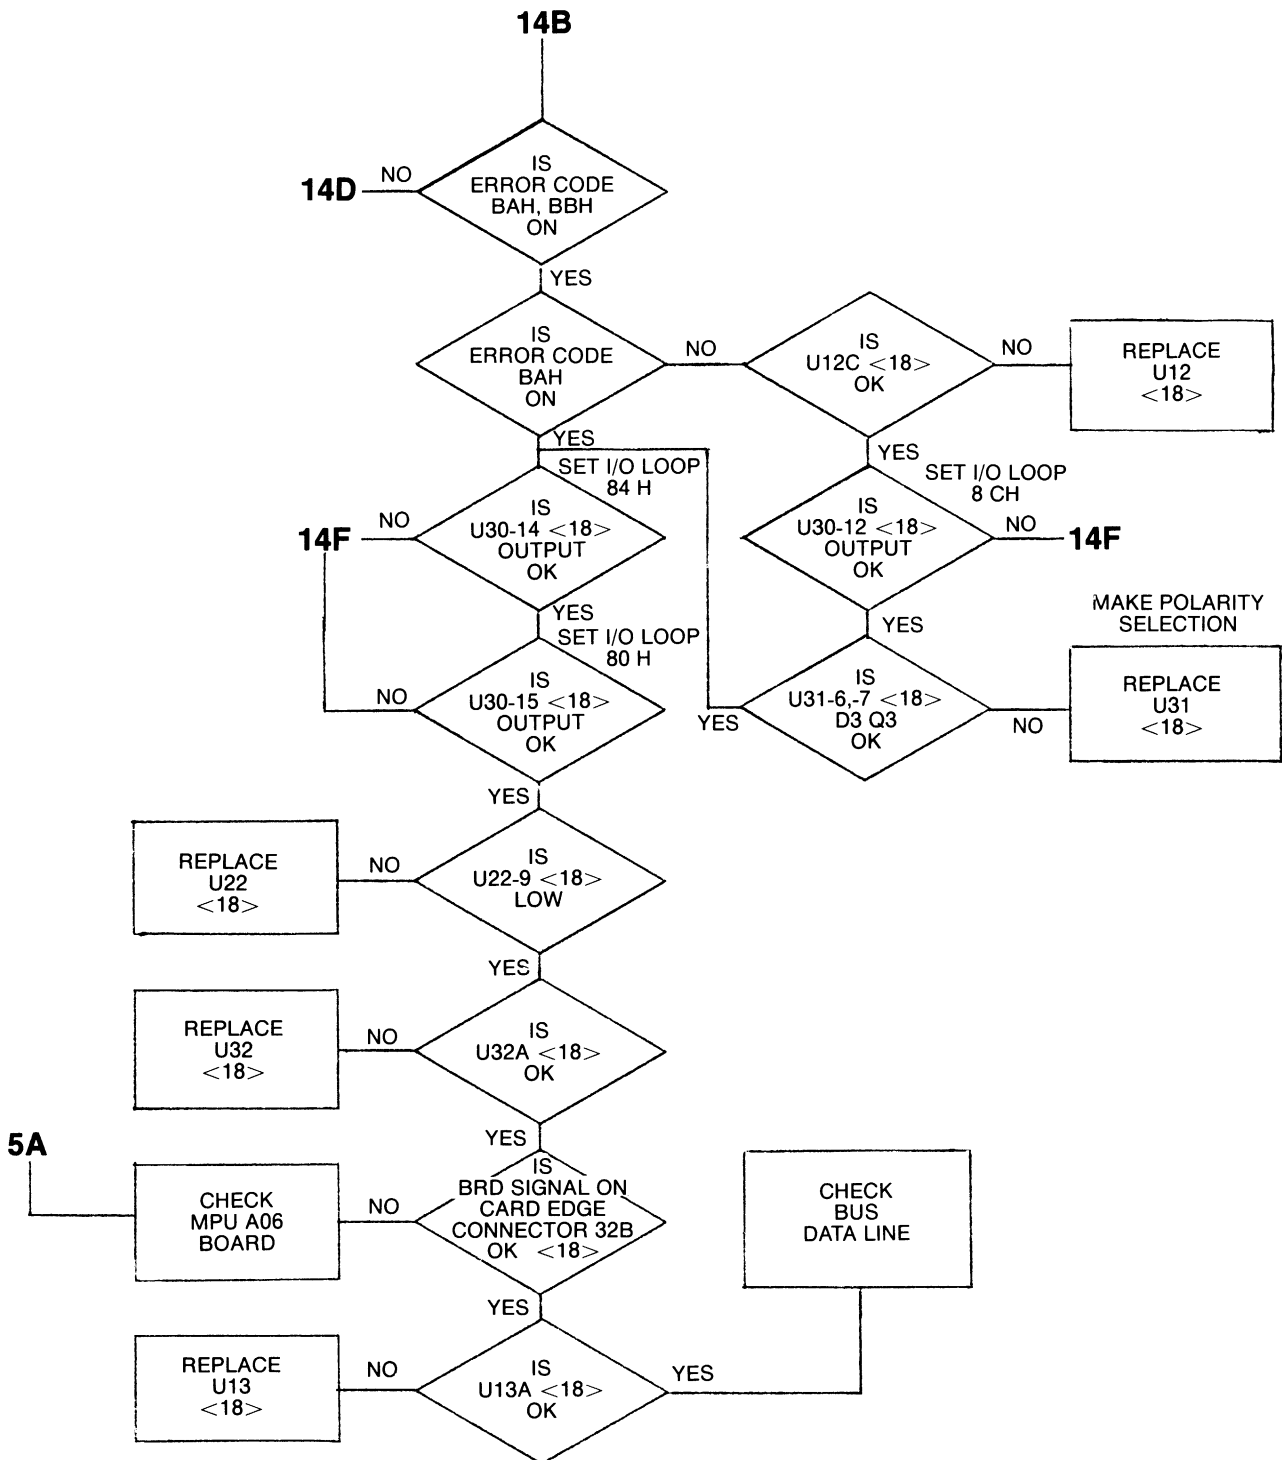 14B
IS
ERROR CODE
BAH, BBH
ON
NO
14D
YES
IS
ERROR CODE
BAH
ON
NO
IS
U12C <18>
OK
NO
REPLACE
U12
<18>
YES
YES
SET I/O LOOP
84 H
SET I/O LOOP
8 CH
14F
NO
IS
U30-14 <18>
OUTPUT
OK
IS
U30-12 <18>
OUTPUT
OK
NO
14F
YES
SET I/O LOOP
80 H
YES
MAKE POLARITY
SELECTION
NO
IS
U30-15 <18>
OUTPUT
OK
YES
IS
U31-6,-7 <18>
D3 Q3
OK
NO
REPLACE
U31
<18>
YES
REPLACE
U22
<18>
NO
IS
U22-9 <18>
LOW
YES
REPLACE
U32
<18>
NO
IS
U32A <18>
OK
YES
5A
CHECK
MPU A06
BOARD
NO
IS
BRD SIGNAL ON
CARD EDGE
CONNECTOR 32B
OK <18>
CHECK
BUS
DATA LINE
YES
REPLACE
U13
<18>
NO
IS
U13A <18>
OK
YES